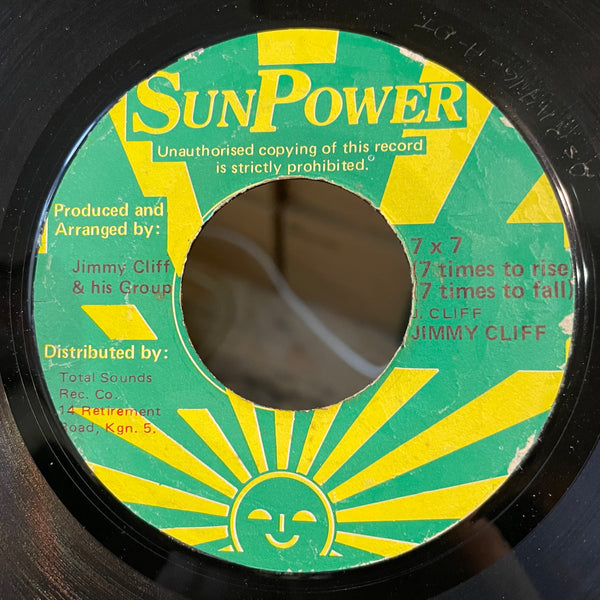 SUNPOWER
Unauthorised copying of this record
is strictly prohibited.
Produced and
Arranged by:
Jimmy Cliff
& his Group
Distributed by:
Total Sounds
Rec. Co.
14 Retirement
Road, Kgn. 5.
7 x 7
(7 times to rise
(7 times to fall)
J. CLIFF
JIMMY CLIFF